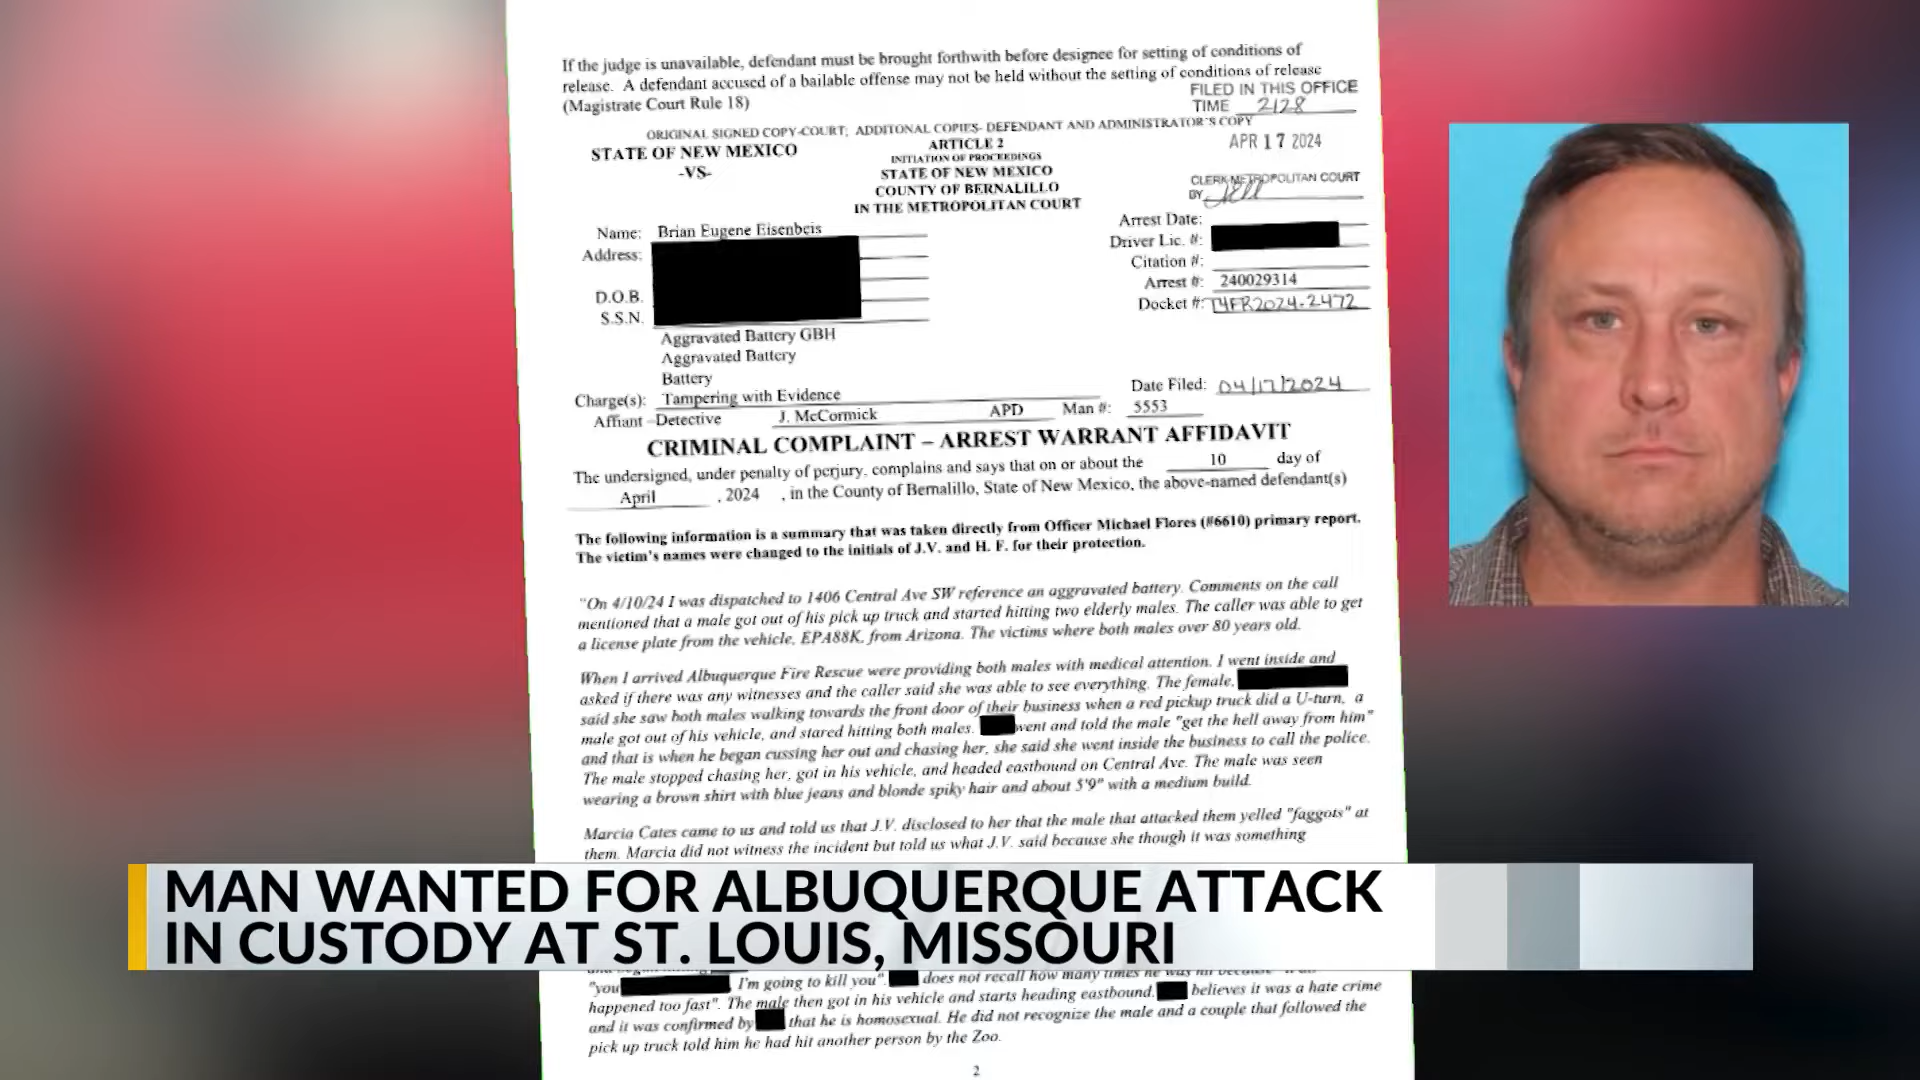 If the judge is unavailable, defendant must be brought forthwith before designee for setting of conditions of
release. A defendant accused of a bailable offense may not be held without the setting of conditions of release
(Magistrate Court Rule 18)
FILED IN THIS OFFICE
TIME 2128
ORIGINAL SIGNED COPY-COURT; ADDITONAL COPIES- DEFENDANT AND ADMINISTRATOR'S COPY
APR 17 2024
STATE OF NEW MEXICO
-VS-
ARTICLE 2
INITIATION OF PROCEEDINGS
STATE OF NEW MEXICO
COUNTY OF BERNALILLO
IN THE METROPOLITAN COURT
CLERK METROPOLITAN COURT
BY
Name: Brian Eugene Eisenbeis
Address:
D.O.B.
S.S.N.
Arrest Date:
Driver Lic. #:
Citation #:
Arrest #: 240029314
Docket #: T4FR2024-2472
Aggravated Battery GBH
Aggravated Battery
Battery
Charge(s): Tampering with Evidence
Date Filed: 04/17/2024
Affiant -Detective J. McCormick APD Man #: 5553
CRIMINAL COMPLAINT – ARREST WARRANT AFFIDAVIT
The undersigned, under penalty of perjury, complains and says that on or about the 10 day of
April , 2024 , in the County of Bernalillo, State of New Mexico, the above-named defendant(s)
The following information is a summary that was taken directly from Officer Michael Flores (#6610) primary report.
The victim's names were changed to the initials of J.V. and H. F. for their protection.
"On 4/10/24 I was dispatched to 1406 Central Ave SW reference an aggravated battery. Comments on the call
mentioned that a male got out of his pick up truck and started hitting two elderly males. The caller was able to get
a license plate from the vehicle, EPA88K, from Arizona. The victims where both males over 80 years old.
When I arrived Albuquerque Fire Rescue were providing both males with medical attention. I went inside and
asked if there was any witnesses and the caller said she was able to see everything. The female,
said she saw both males walking towards the front door of their business when a red pickup truck did a U-turn, a
male got out of his vehicle, and stared hitting both males. went and told the male "get the hell away from him"
and that is when he began cussing her out and chasing her, she said she went inside the business to call the police.
The male stopped chasing her, got in his vehicle, and headed eastbound on Central Ave. The male was seen
wearing a brown shirt with blue jeans and blonde spiky hair and about 5'9" with a medium build.
Marcia Cates came to us and told us that J.V. disclosed to her that the male that attacked them yelled "faggots" at
them. Marcia did not witness the incident but told us what J.V. said because she though it was something
MAN WANTED FOR ALBUQUERQUE ATTACK
IN CUSTODY AT ST. LOUIS, MISSOURI
"you , I'm going to kill you". does not recall how many times he was hit because
happened too fast". The male then got in his vehicle and starts heading eastbound. believes it was a hate crime
and it was confirmed by that he is homosexual. He did not recognize the male and a couple that followed the
pick up truck told him he had hit another person by the Zoo.
2